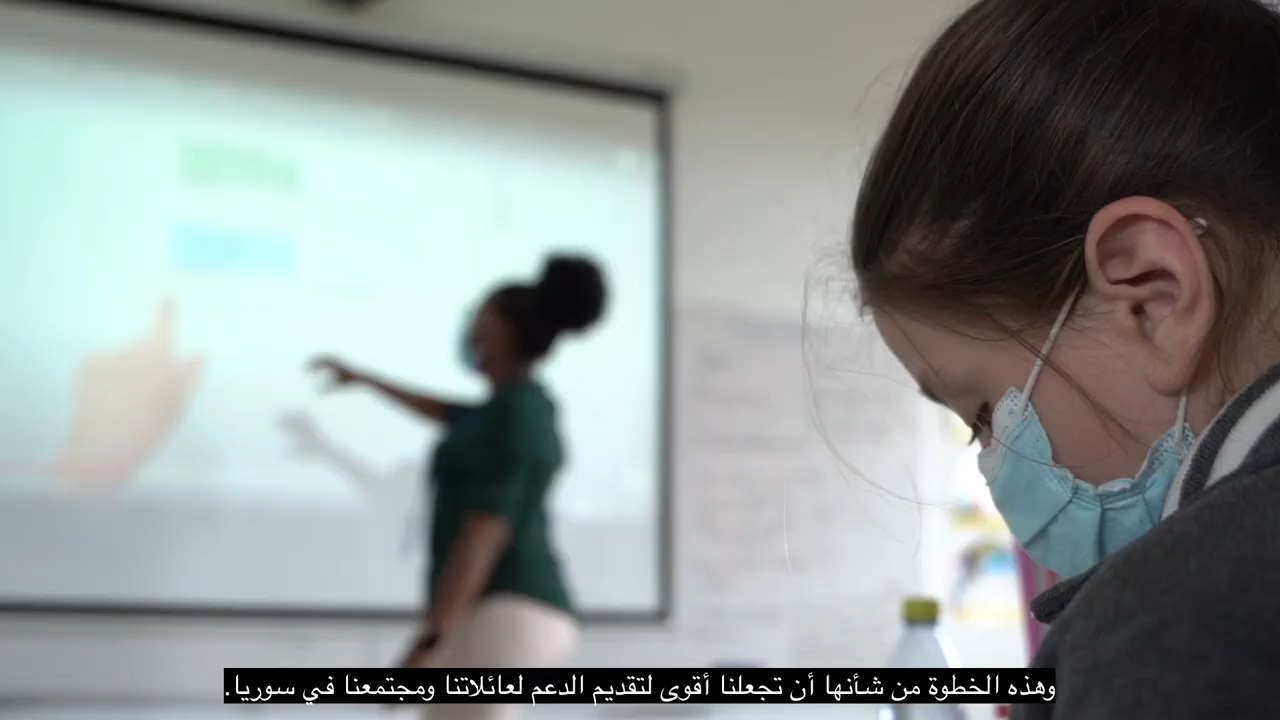 وهذه الخطوة من شأنها أن تجعلنا أقوى لتقديم الدعم لعائلاتنا ومجتمعنا في سوريا.